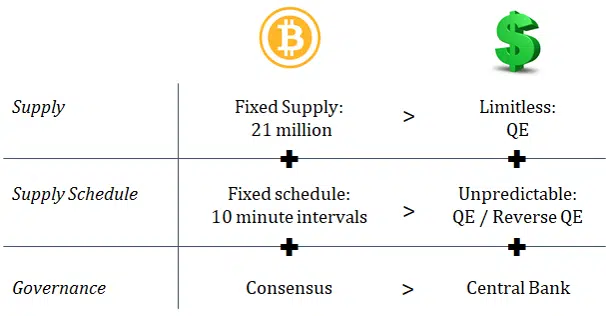 ₿ $
Supply Fixed Supply: > Limitless:
21 million QE
Supply Schedule Fixed schedule: > Unpredictable:
10 minute intervals QE / Reverse QE
Governance Consensus > Central Bank